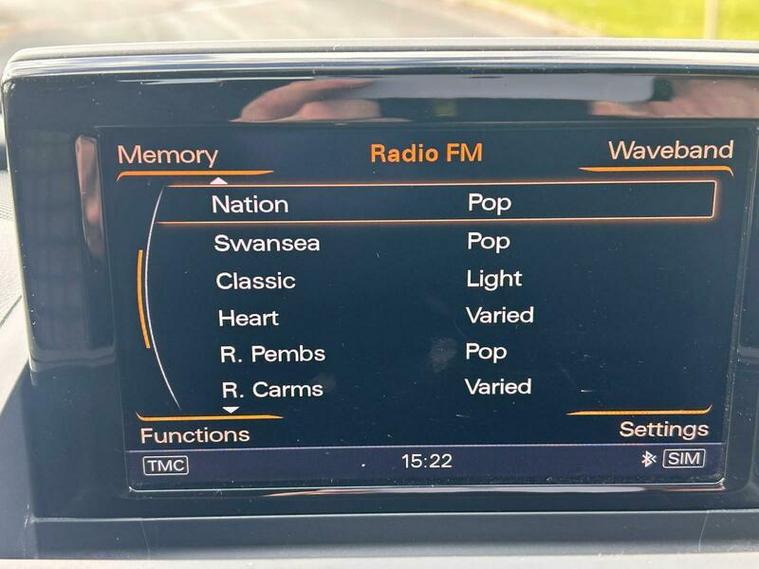 Memory Radio FM Waveband
Nation Pop
Swansea Pop
Classic Light
Heart Varied
R. Pembs Pop
R. Carms Varied
Functions Settings
TMC 15:22 SIM